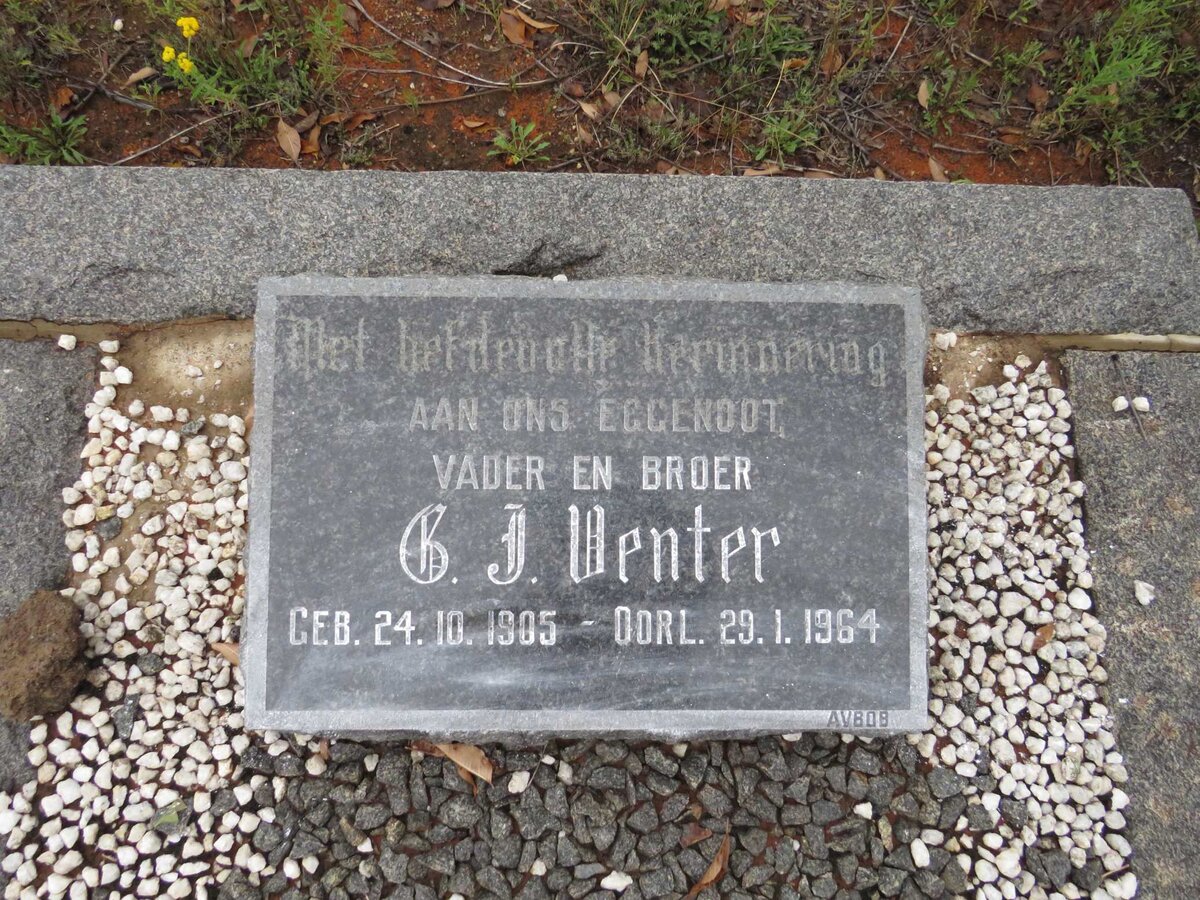 Met liefdevolle herinnering
AAN ONS EGGENOOT,
VADER EN BROER
G. J. Venter
GEB. 24. 10. 1905 - OORL. 29. 1. 1964
AVBOB